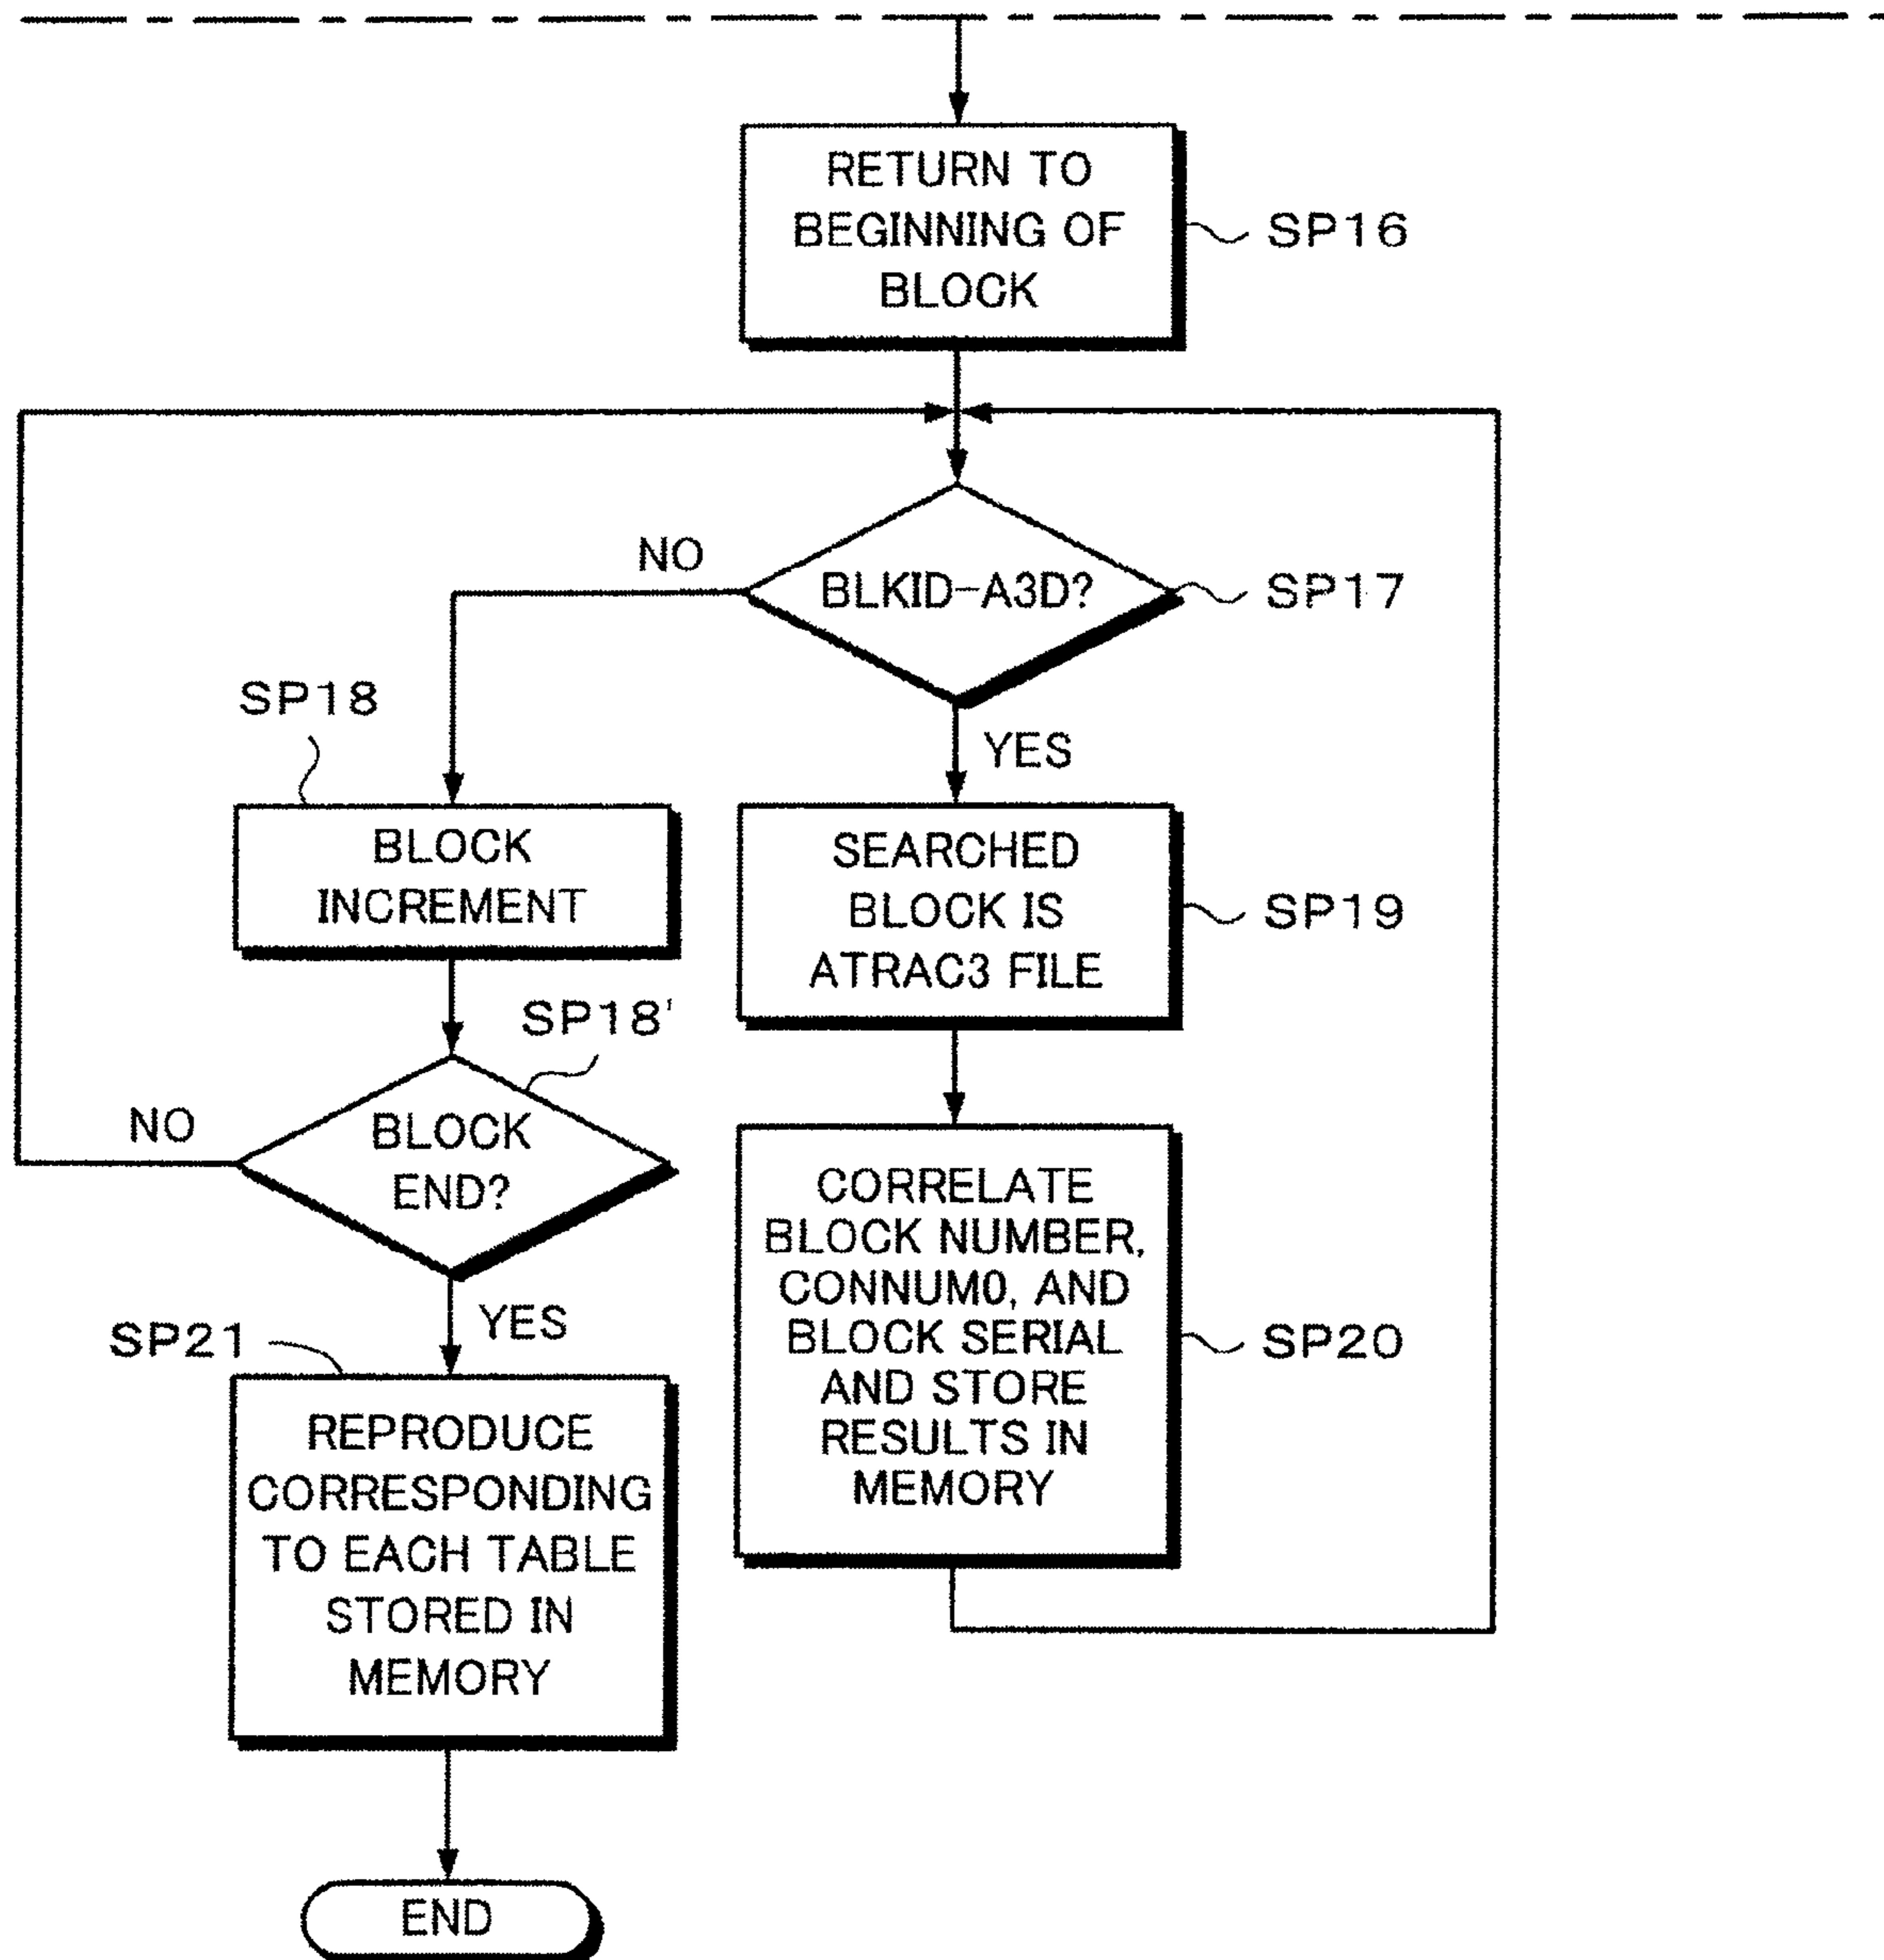 RETURN TO
BEGINNING OF
BLOCK
SP16
NO
BLKID-A3D?
SP17
SP18
YES
BLOCK
INCREMENT
SEARCHED
BLOCK IS
ATRAC3 FILE
SP19
SP18'
NO
BLOCK
END?
CORRELATE
BLOCK NUMBER,
CONNUM0, AND
BLOCK SERIAL
AND STORE
RESULTS IN
MEMORY
SP20
YES
SP21
REPRODUCE
CORRESPONDING
TO EACH TABLE
STORED IN
MEMORY
END